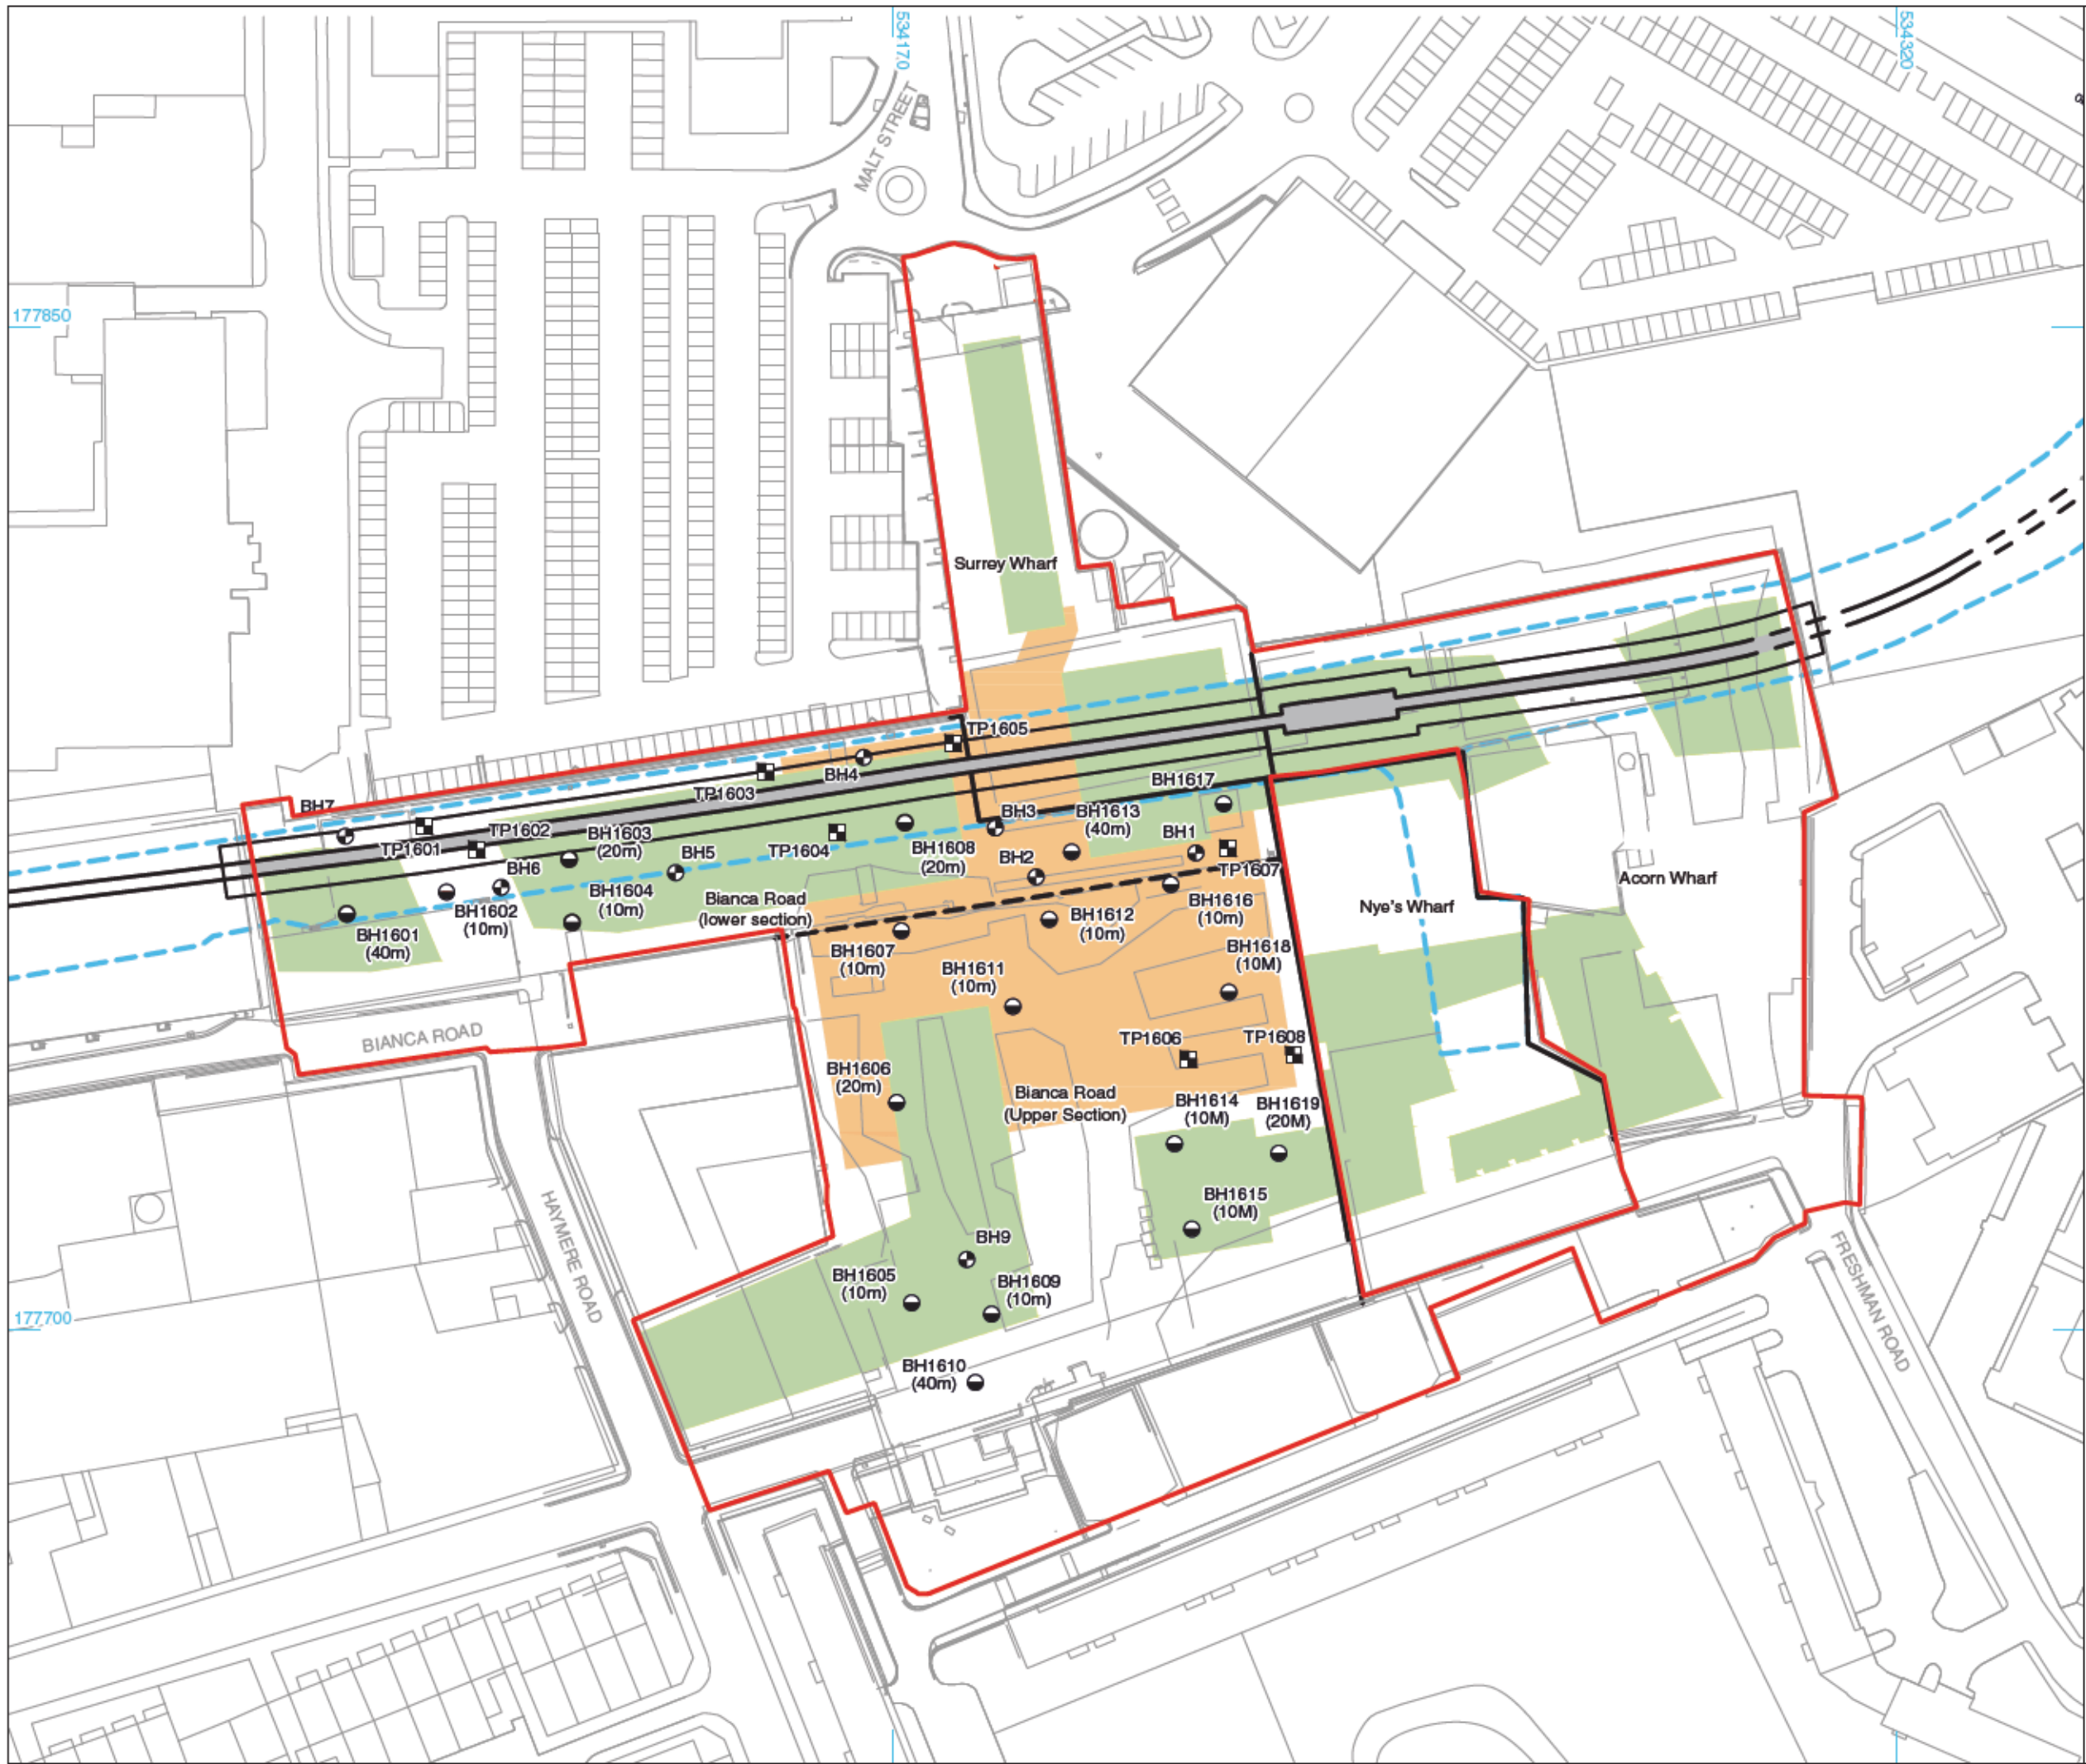 534170
534320
MALT STREET
177850
Surrey Wharf
TP1605
BH4
TP1603
BH1617
BH7
BH3
BH1613
(40m)
TP1602
BH1603
(20m)
TP1601
BH5
TP1604
BH1608
(20m)
BH2
BH1
BH6
TP1607
BH1604
(10m)
Bianca Road
(lower section)
BH1602
(10m)
BH1616
(10m)
Nye's Wharf
Acorn Wharf
BH1601
(40m)
BH1612
(10m)
BH1607
(10m)
BH1618
(10M)
BH1611
(10m)
BIANCA ROAD
TP1606
TP1608
BH1606
(20m)
Bianca Road
(Upper Section)
BH1614
(10M)
BH1619
(20M)
BH1615
(10M)
HAYMERE ROAD
BH9
BH1605
(10m)
BH1609
(10m)
FRESHMAN ROAD
177700
BH1610
(40m)